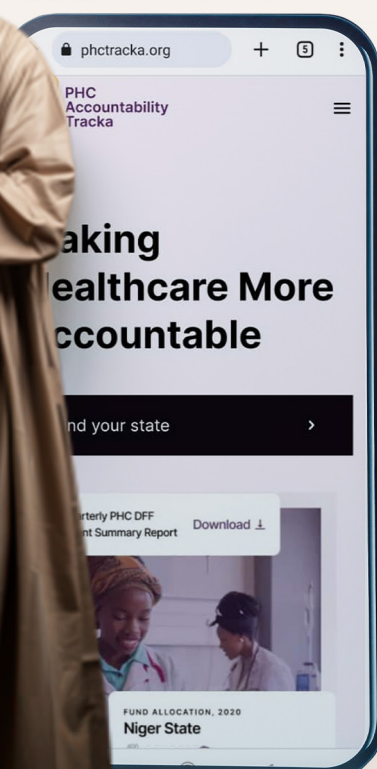 phctracka.org
5
PHC
Accountability
Tracka
aking
ealthcare More
ccountable
nd your state
rterly PHC DFF
nt Summary Report
Download
FUND ALLOCATION, 2020
Niger State